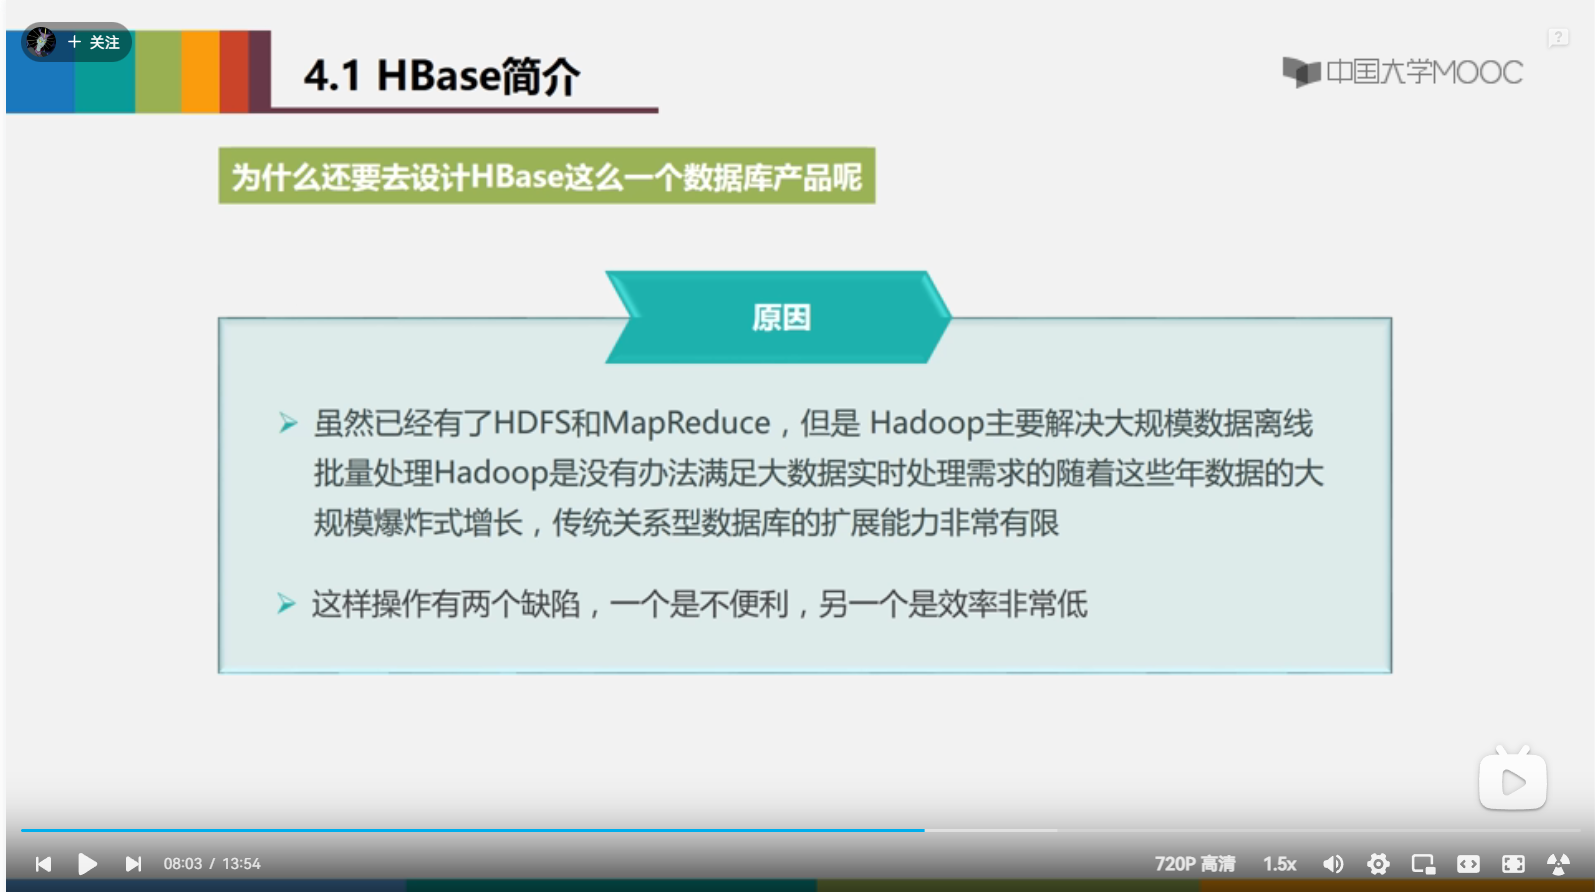 + 关注
4.1 HBase简介
中国大学MOOC
为什么还要去设计HBase这么一个数据库产品呢
原因
虽然已经有了HDFS和MapReduce，但是 Hadoop主要解决大规模数据离线
批量处理Hadoop是没有办法满足大数据实时处理需求的随着这些年数据的大
规模爆炸式增长，传统关系型数据库的扩展能力非常有限
这样操作有两个缺陷，一个是不便利，另一个是效率非常低
08:03 / 13:54
720P 高清
1.5x